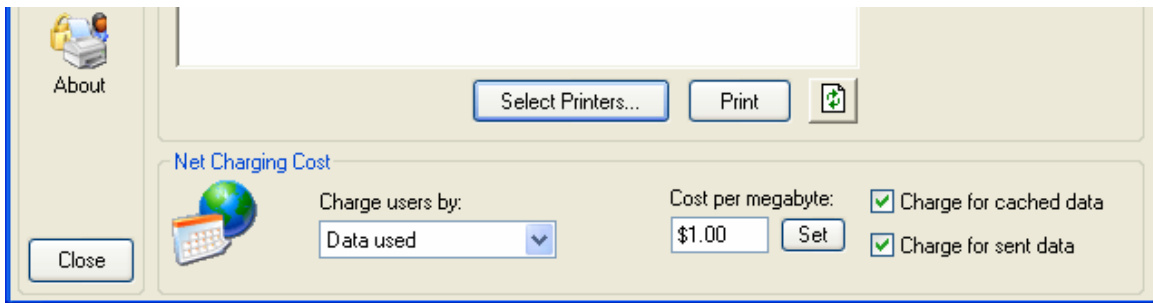 About
Select Printers...
Print
Net Charging Cost
Charge users by:
Data used
Cost per megabyte:
$1.00
Set
Charge for cached data
Charge for sent data
Close